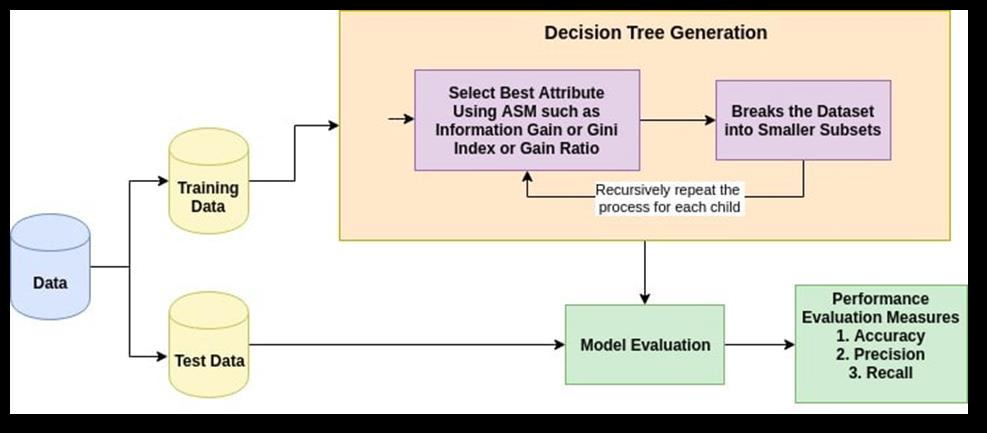 Decision Tree Generation
Select Best Attribute
Using ASM such as
Information Gain or Gini
Index or Gain Ratio
Breaks the Dataset
into Smaller Subsets
Recursively repeat the
process for each child
Training
Data
Data
Test Data
Model Evaluation
Performance
Evaluation Measures
1. Accuracy
2. Precision
3. Recall